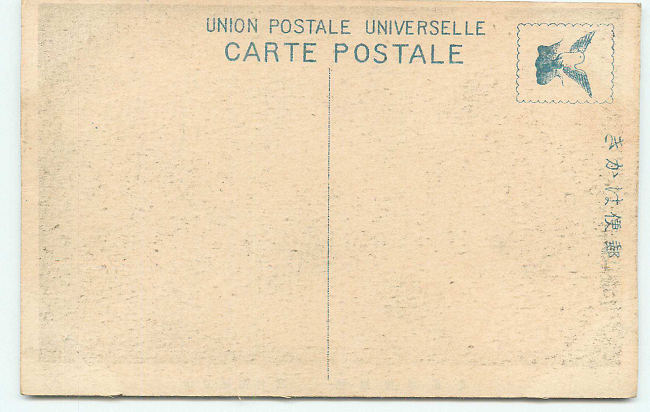 UNION POSTALE UNIVERSELLE
CARTE POSTALE
郵便はかき